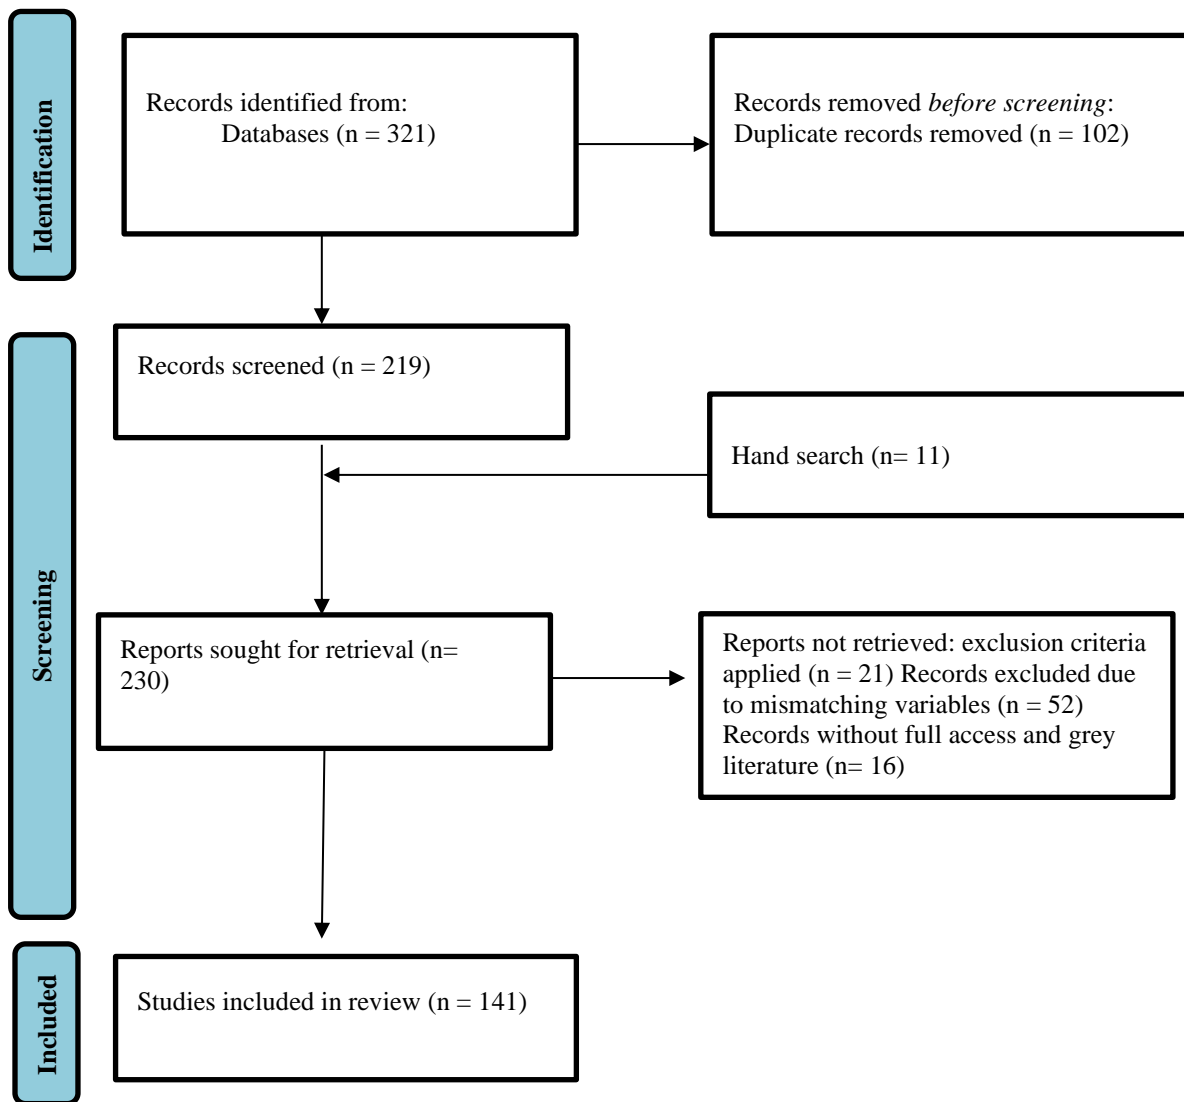 Identification
Records identified from:
Databases (n = 321)
Records removed before screening:
Duplicate records removed (n = 102)
Screening
Records screened (n = 219)
Hand search (n= 11)
Reports sought for retrieval (n=
230)
Reports not retrieved: exclusion criteria
applied (n = 21) Records excluded due
to mismatching variables (n = 52)
Records without full access and grey
literature (n= 16)
Included
Studies included in review (n = 141)